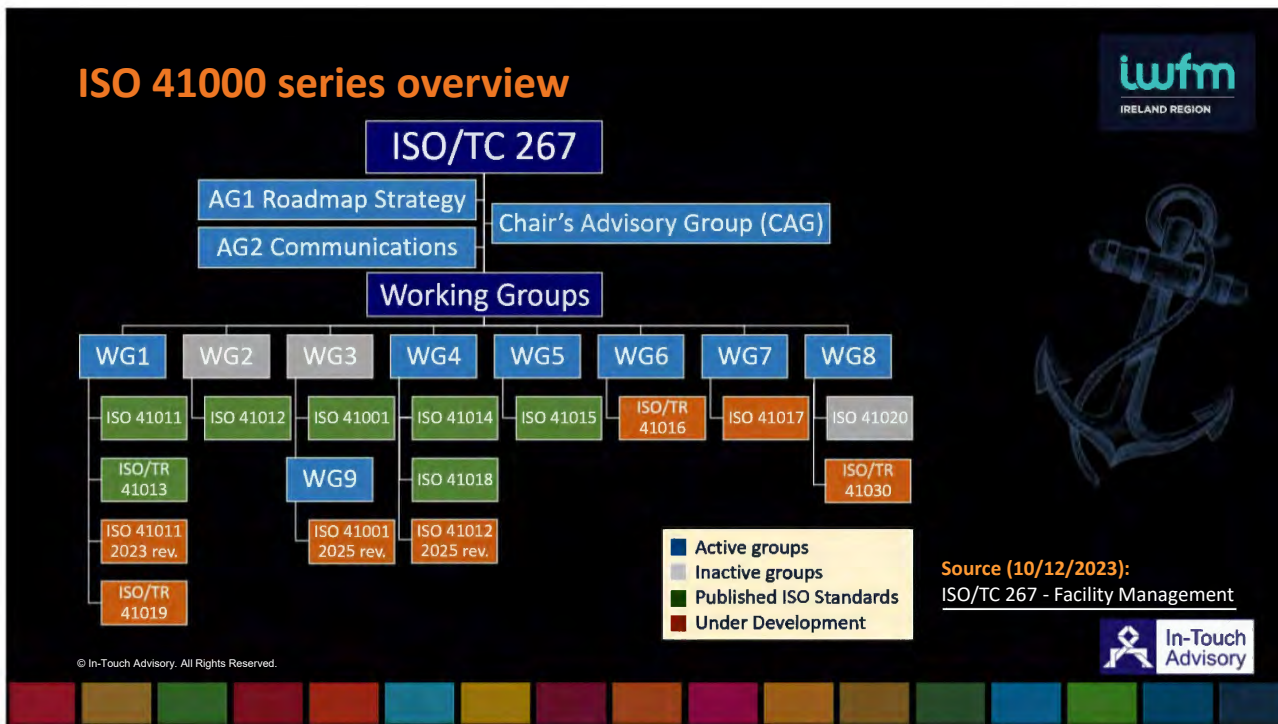 ISO 41000 series overview
iwfm
IRELAND REGION
ISO/TC 267
AG1 Roadmap Strategy
Chair's Advisory Group (CAG)
AG2 Communications
Working Groups
WG1
WG2
WG3
WG4
WG5
WG6
WG7
WG8
ISO 41011
ISO 41012
ISO 41001
ISO 41014
ISO 41015
ISO/TR
41016
ISO 41017
ISO 41020
ISO/TR
41013
WG9
ISO 41018
ISO/TR
41030
ISO 41011
2023 rev.
ISO 41001
2025 rev.
ISO 41012
2025 rev.
ISO/TR
41019
Active groups
Inactive groups
Published ISO Standards
Under Development
Source (10/12/2023):
ISO/TC 267 - Facility Management
In-Touch
Advisory
© In-Touch Advisory. All Rights Reserved.